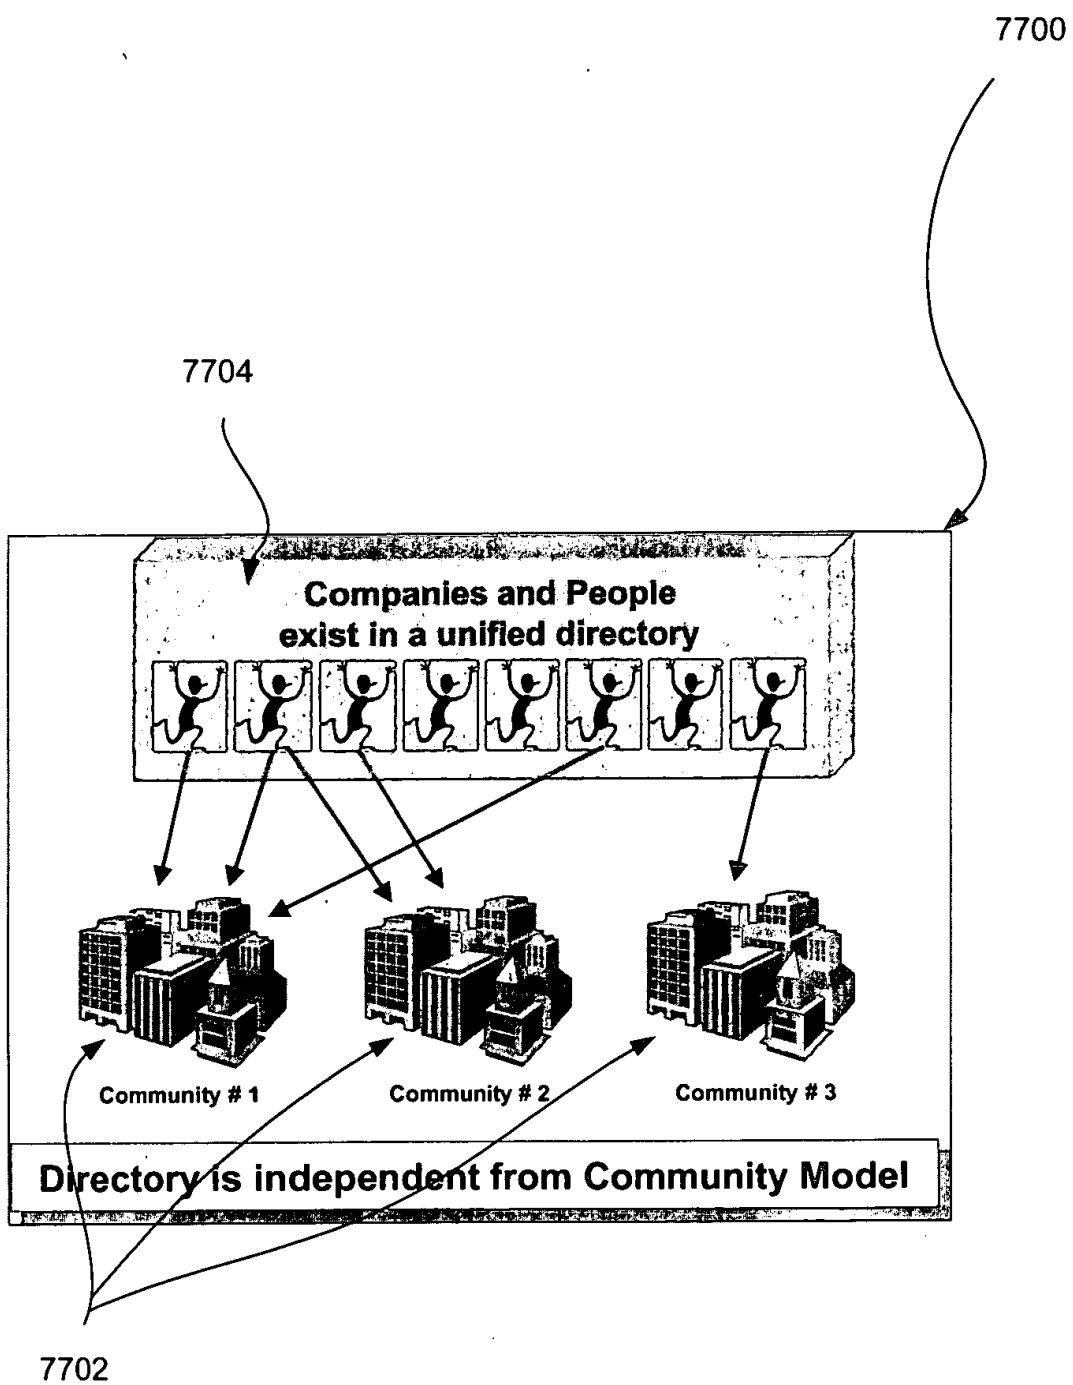 7700
7704
Companies and People
exist in a unified directory
Community # 1
Community # 2
Community # 3
Directory is independent from Community Model
7702